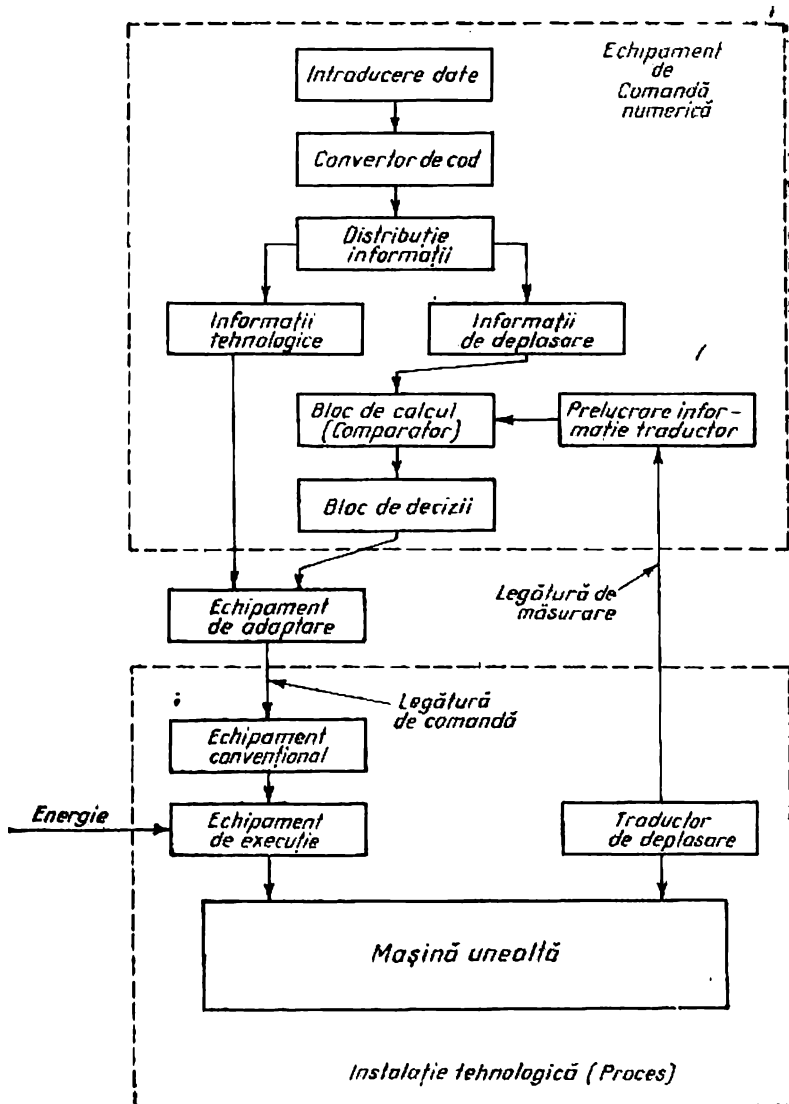 Echipament
de
Comandă
numerică
Introducere date
Convertor de cod
Distribuție
informații
Informații
tehnologice
Informații
de deplasare
Bloc de calcul
(Comparator)
Prelucrare infor-
mație traductor
Bloc de decizii
Echipament
de adaptare
Legătură de
măsurare
Legătură
de comandă
Echipament
convențional
Energie
Echipament
de execuție
Traductor
de deplasare
Mașină unealtă
Instalație tehnologică (Proces)